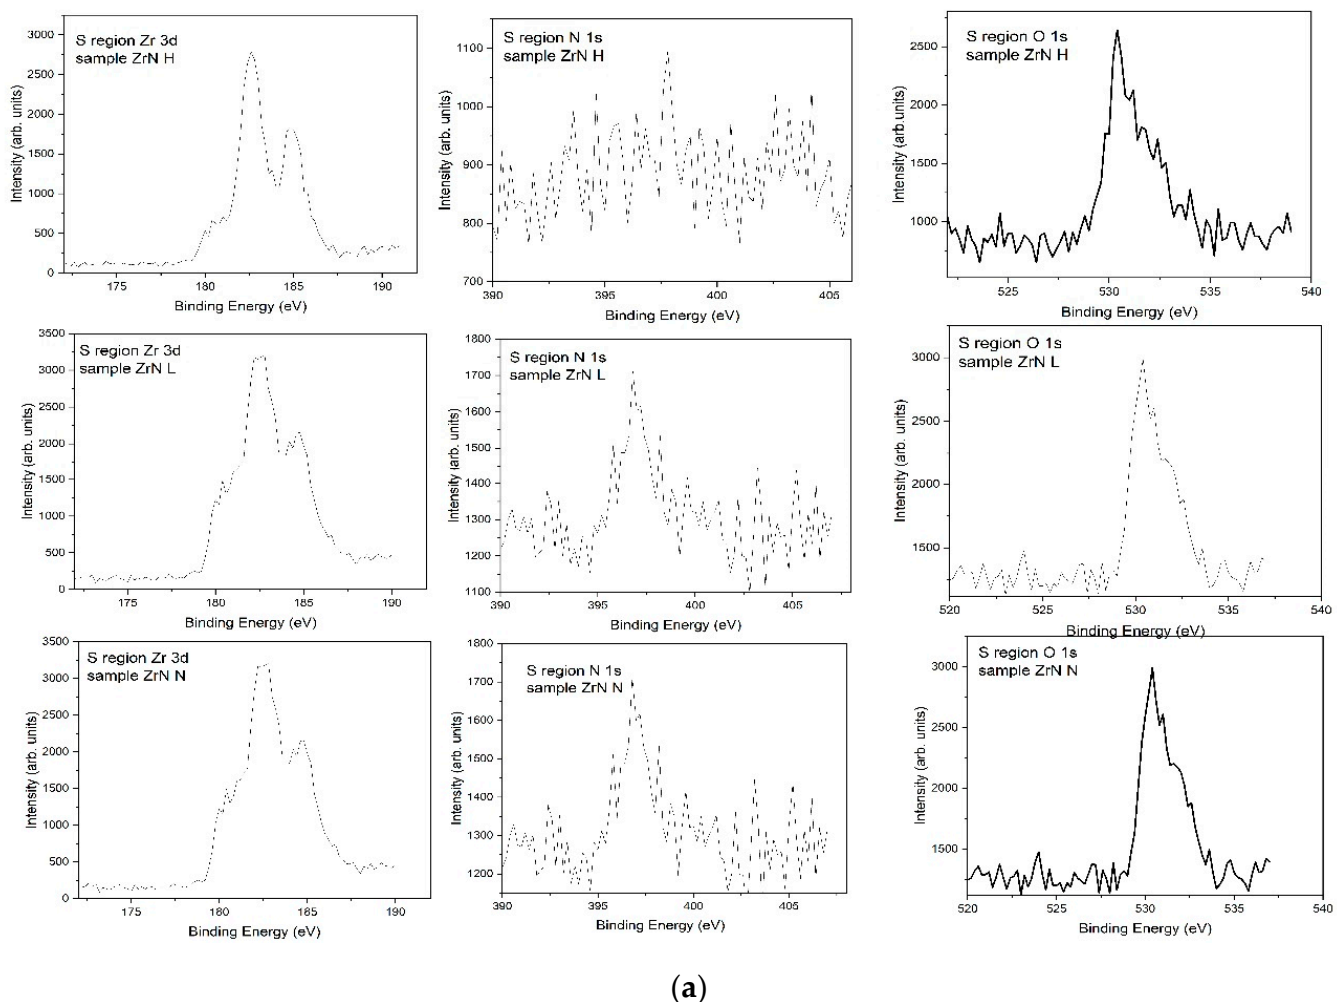 S region Zr 3d
sample ZrN H
Intensity (arb. units)
3000
2500
2000
1500
1000
500
0
175
180
185
190
Binding Energy (eV)
S region N 1s
sample ZrN H
Intensity (arb. units)
1100
1000
900
800
700
390
395
400
405
Binding Energy (eV)
S region O 1s
sample ZrN H
Intensity (arb.units)
2500
2000
1500
1000
525
530
535
540
Binding Energy (eV)
S region Zr 3d
sample ZrN L
Intensity (arb. units)
3500
3000
2500
2000
1500
1000
500
0
175
180
185
190
Binding Energy (eV)
S region N 1s
sample ZrN L
Intensity (arb. units)
1800
1700
1600
1500
1400
1300
1200
1100
390
395
400
405
Binding Energy (eV)
S region O 1s
sample ZrN L
Intensity (arb. units)
3000
2500
2000
1500
520
525
530
535
540
Binding Energy (eV)
S region Zr 3d
sample ZrN N
Intensity (arb. units)
3500
3000
2500
2000
1500
1000
500
0
175
180
185
190
Binding Energy (eV)
S region N 1s
sample ZrN N
Intensity (arb. units)
1800
1700
1600
1500
1400
1300
1200
390
395
400
405
Binding Energy (eV)
S region O 1s
sample ZrN N
Intensity (arb. units)
3000
2500
2000
1500
520
525
530
535
540
Binding Energy (eV)
(a)